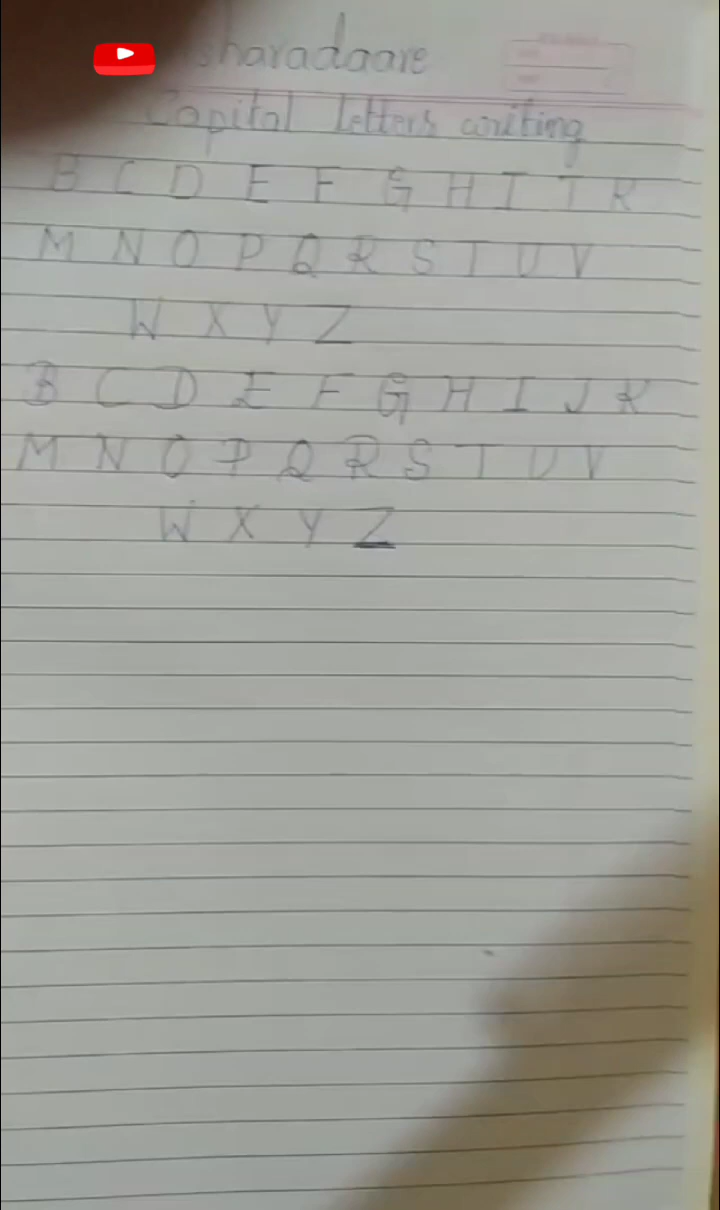 sharadaare
Capital letters writing
B C D E F G H I J K
M N O P Q R S T U V
W X Y Z
B C D E F G H I J K
M N O P Q R S T U V
W X Y Z